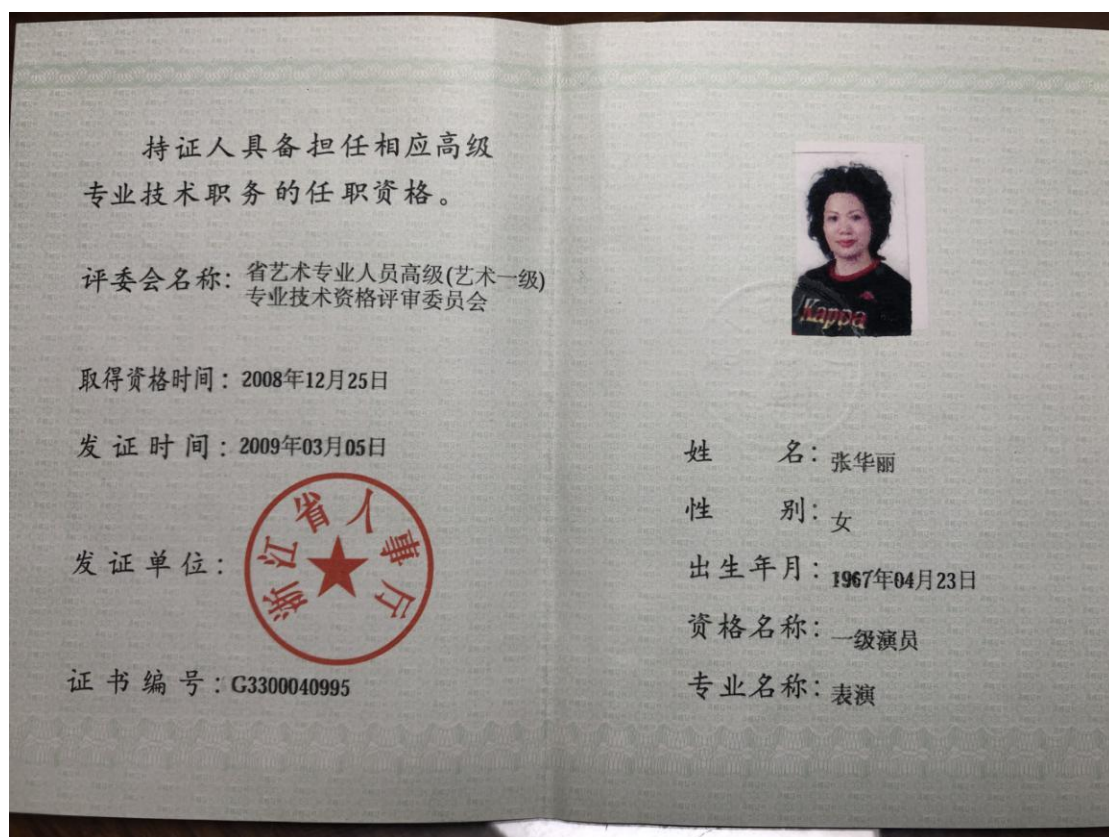 持证人具备担任相应高级
专业技术职务的任职资格。
评委会名称：省艺术专业人员高级(艺术一级)
专业技术资格评审委员会
取得资格时间：2008年12月25日
发证时间：2009年03月05日
发证单位：
浙江省人事厅
证书编号：G3300040995
Kappa
姓名：张华丽
性别：女
出生年月：1967年04月23日
资格名称：一级演员
专业名称：表演